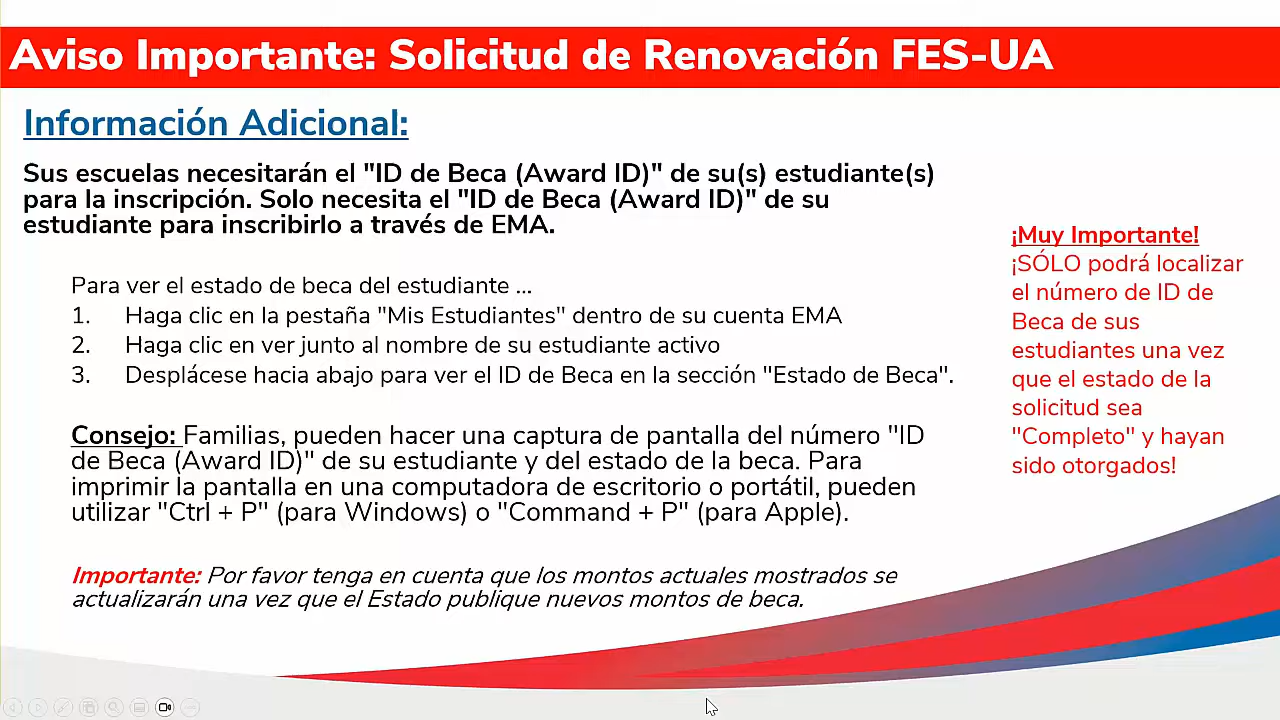 Aviso Importante: Solicitud de Renovación FES-UA
Información Adicional:
Sus escuelas necesitarán el "ID de Beca (Award ID)" de su(s) estudiante(s)
para la inscripción. Solo necesita el "ID de Beca (Award ID)" de su
estudiante para inscribirlo a través de EMA.
Para ver el estado de beca del estudiante ...
1. Haga clic en la pestaña "Mis Estudiantes" dentro de su cuenta EMA
2. Haga clic en ver junto al nombre de su estudiante activo
3. Desplácese hacia abajo para ver el ID de Beca en la sección "Estado de Beca".
Consejo: Familias, pueden hacer una captura de pantalla del número "ID
de Beca (Award ID)" de su estudiante y del estado de la beca. Para
imprimir la pantalla en una computadora de escritorio o portátil, pueden
utilizar "Ctrl + P" (para Windows) o "Command + P" (para Apple).
Importante: Por favor tenga en cuenta que los montos actuales mostrados se
actualizarán una vez que el Estado publique nuevos montos de beca.
¡Muy Importante!
¡SÓLO podrá localizar
el número de ID de
Beca de sus
estudiantes una vez
que el estado de la
solicitud sea
"Completo" y hayan
sido otorgados!